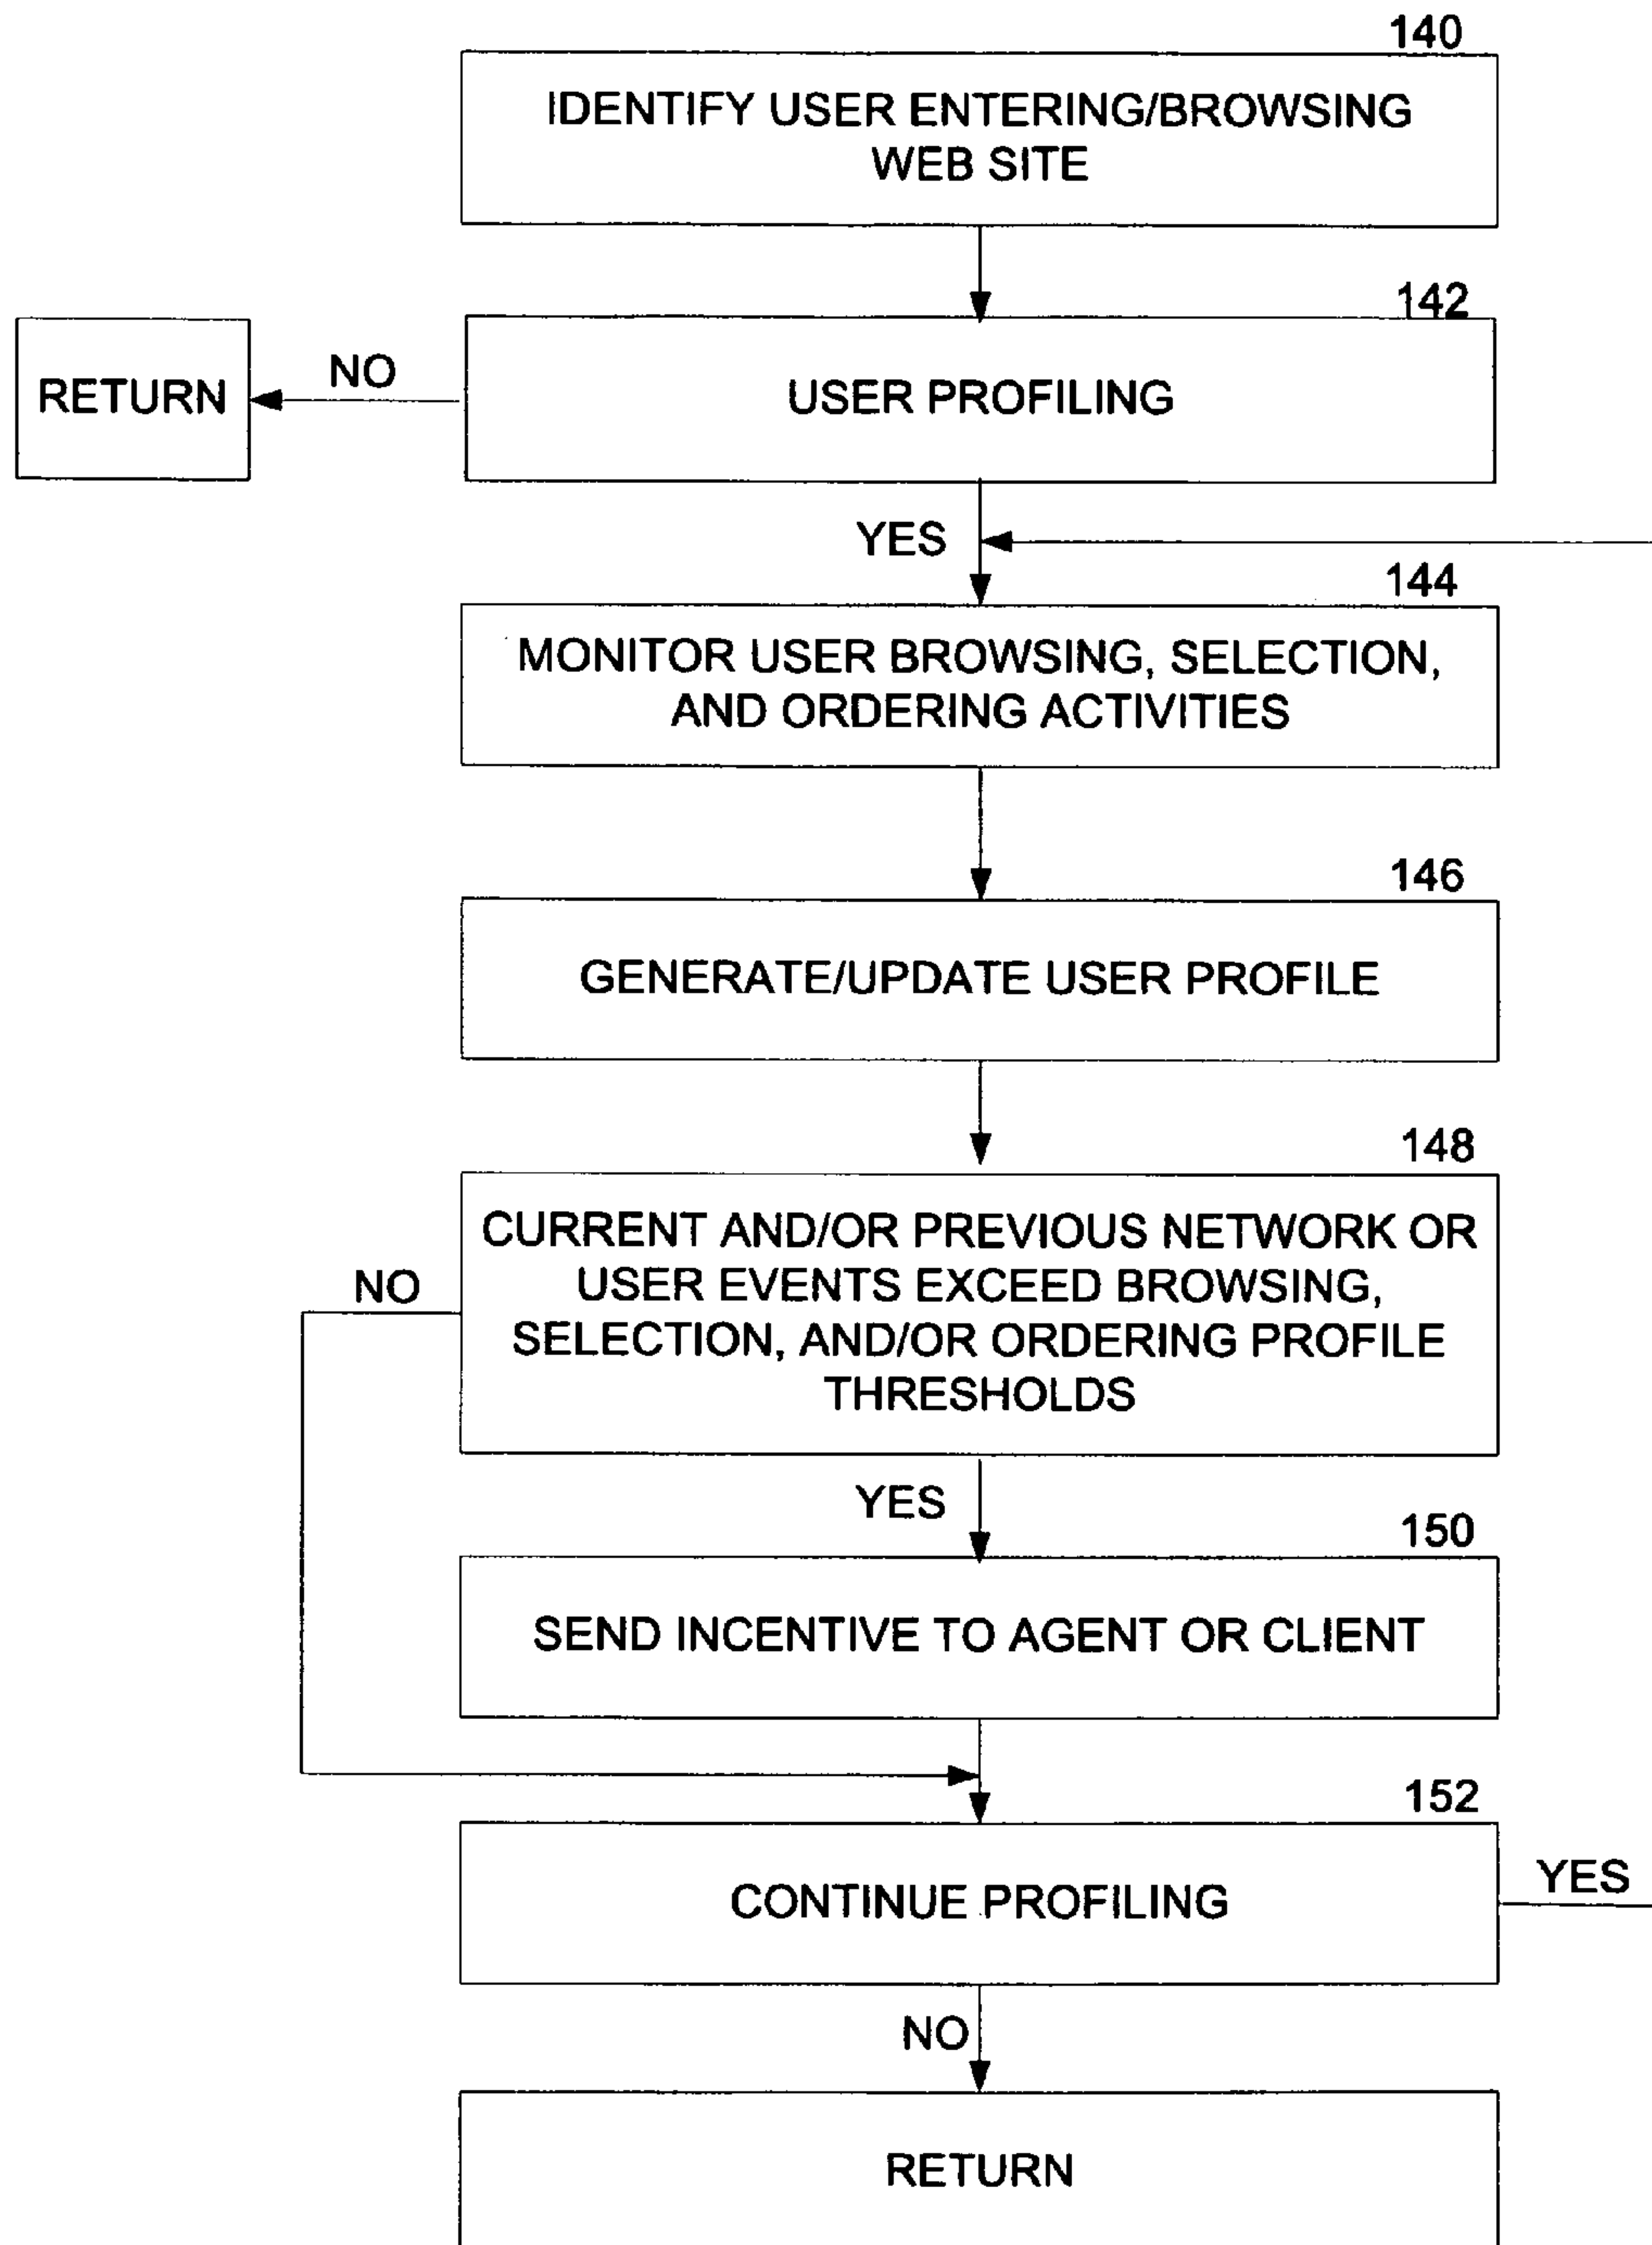 140
IDENTIFY USER ENTERING/BROWSING
WEB SITE
142
RETURN
NO
USER PROFILING
YES
144
MONITOR USER BROWSING, SELECTION,
AND ORDERING ACTIVITIES
146
GENERATE/UPDATE USER PROFILE
148
CURRENT AND/OR PREVIOUS NETWORK OR
USER EVENTS EXCEED BROWSING,
SELECTION, AND/OR ORDERING PROFILE
THRESHOLDS
NO
YES
150
SEND INCENTIVE TO AGENT OR CLIENT
152
CONTINUE PROFILING
YES
NO
RETURN